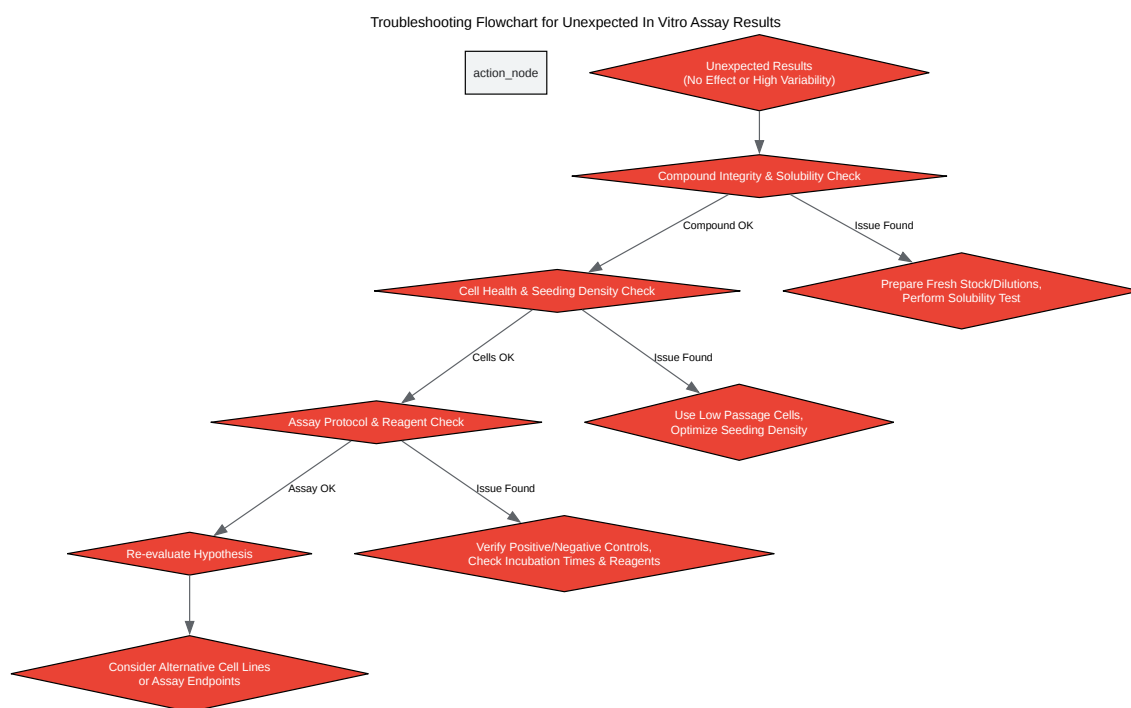 Troubleshooting Flowchart for Unexpected In Vitro Assay Results
action_node
Unexpected Results
(No Effect or High Variability)
Compound Integrity & Solubility Check
Compound OK
Issue Found
Cell Health & Seeding Density Check
Prepare Fresh Stock/Dilutions,
Perform Solubility Test
Cells OK
Issue Found
Assay Protocol & Reagent Check
Use Low Passage Cells,
Optimize Seeding Density
Assay OK
Issue Found
Re-evaluate Hypothesis
Verify Positive/Negative Controls,
Check Incubation Times & Reagents
Consider Alternative Cell Lines
or Assay Endpoints